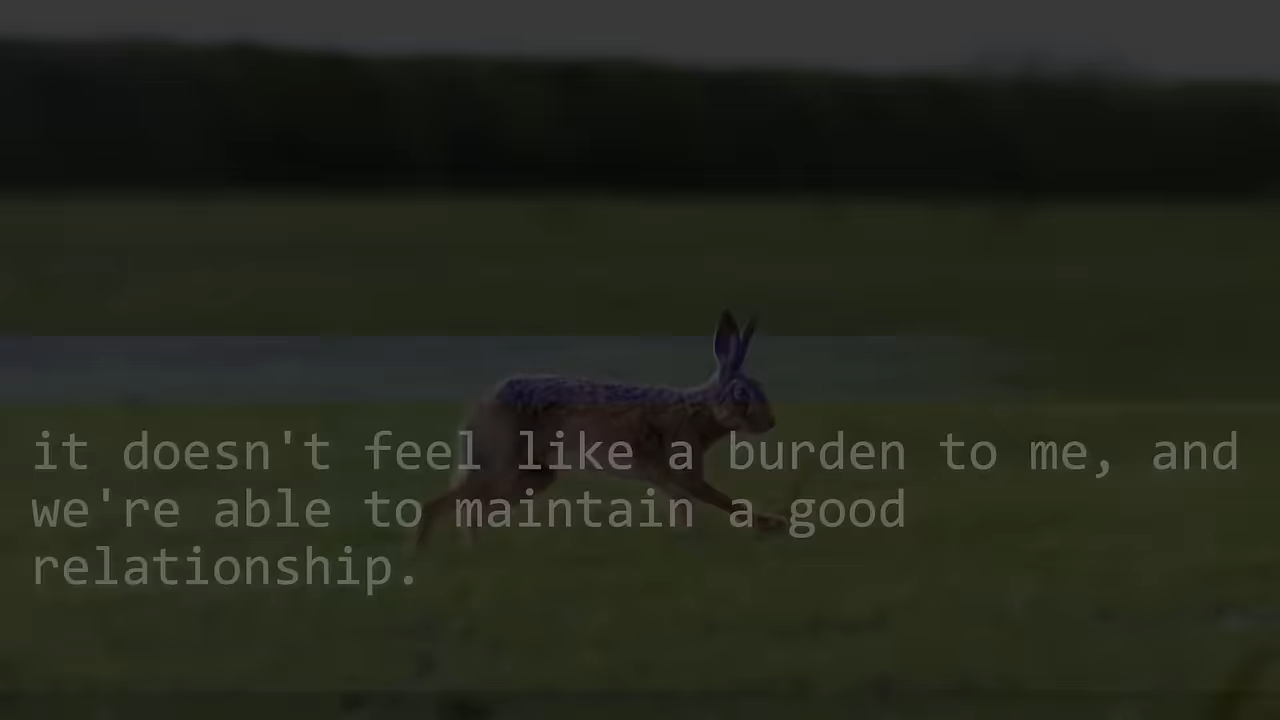 it doesn't feel like a burden to me, and
we're able to maintain a good
relationship.